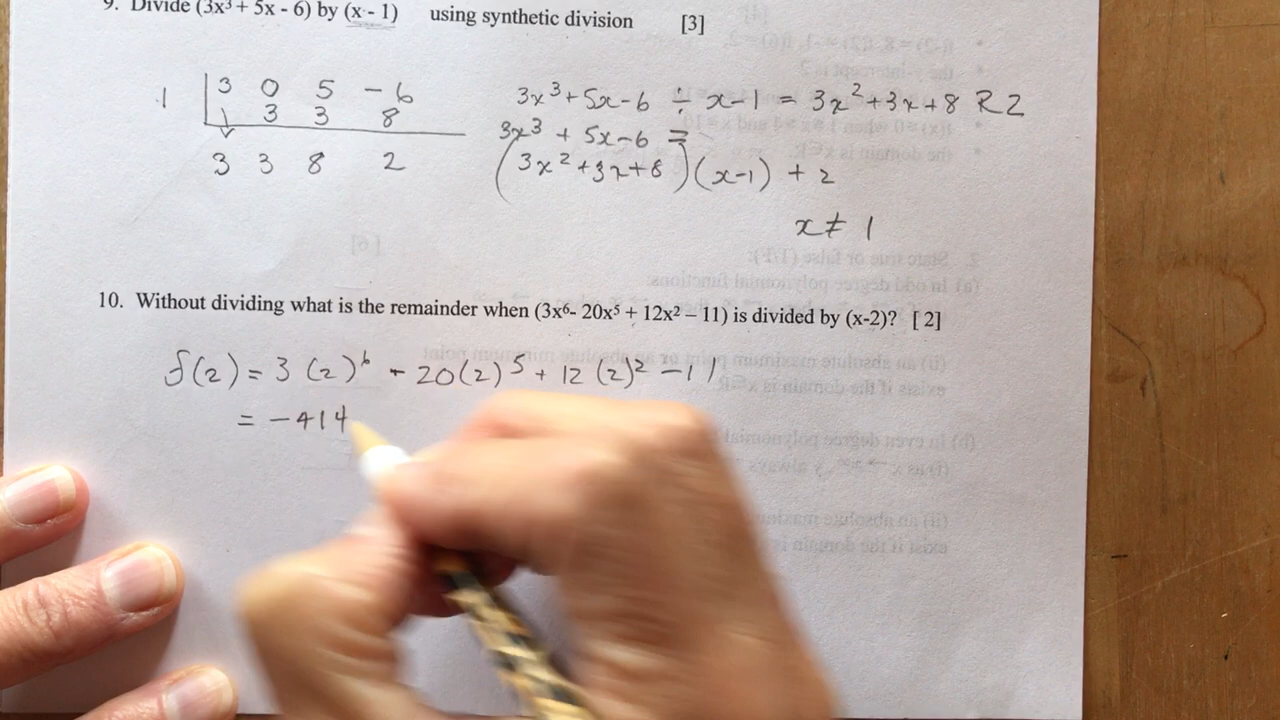 9. Divide (3x³ + 5x - 6) by (x - 1) using synthetic division [3]
1 3 0 5 - 6
3 3 8
3 3 8 2
3x³ + 5x - 6 ÷ x - 1 = 3x² + 3x + 8 R 2
3x³ + 5x - 6 =
(3x² + 3x + 8)(x - 1) + 2
x ≠ 1
10. Without dividing what is the remainder when (3x⁶- 20x⁵ + 12x² – 11) is divided by (x-2)? [ 2]
f(2) = 3 (2)⁶ - 20(2)⁵ + 12 (2)² - 11
= -414